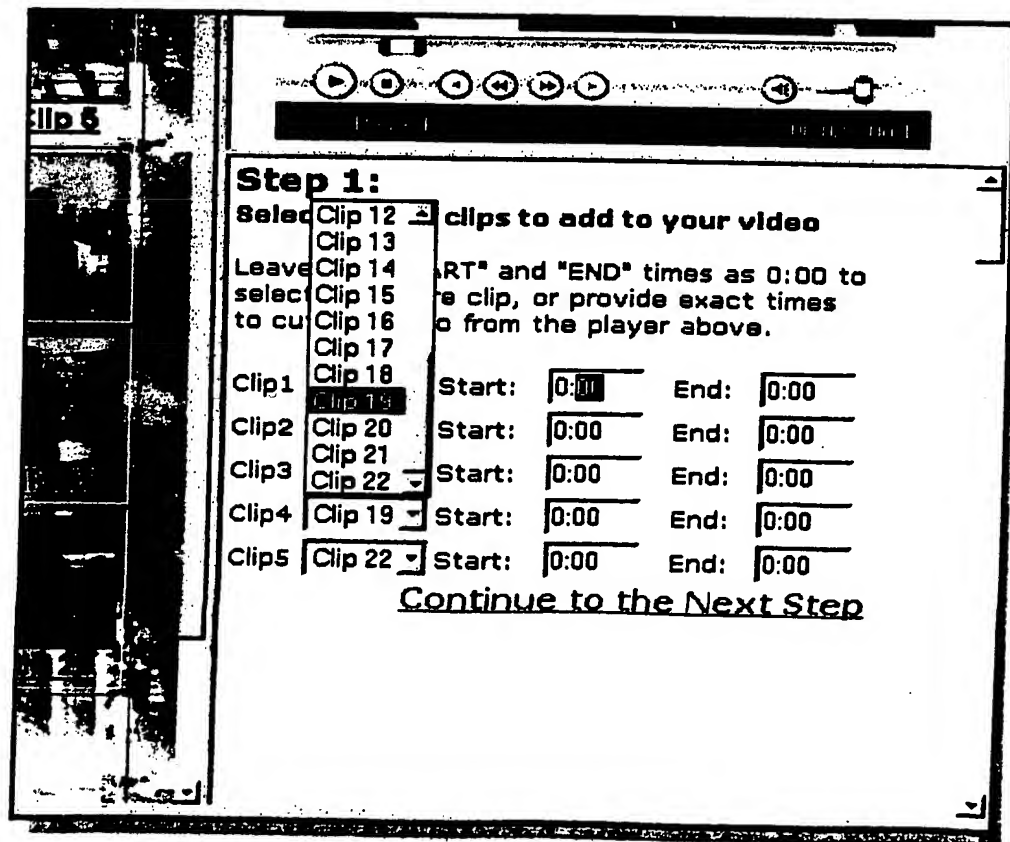 lip 5
Step 1:
Selec clips to add to your video
Leave ART" and "END" times as 0:00 to
select re clip, or provide exact times
to cu o from the player above.
Clip 12
Clip 13
Clip 14
Clip 15
Clip 16
Clip 17
Clip 18
Clip 19
Clip 20
Clip 21
Clip 22
Clip1 Start: 0:00 End: 0:00
Clip2 Start: 0:00 End: 0:00
Clip3 Start: 0:00 End: 0:00
Clip4 Clip 19 Start: 0:00 End: 0:00
Clip5 Clip 22 Start: 0:00 End: 0:00
Continue to the Next Step